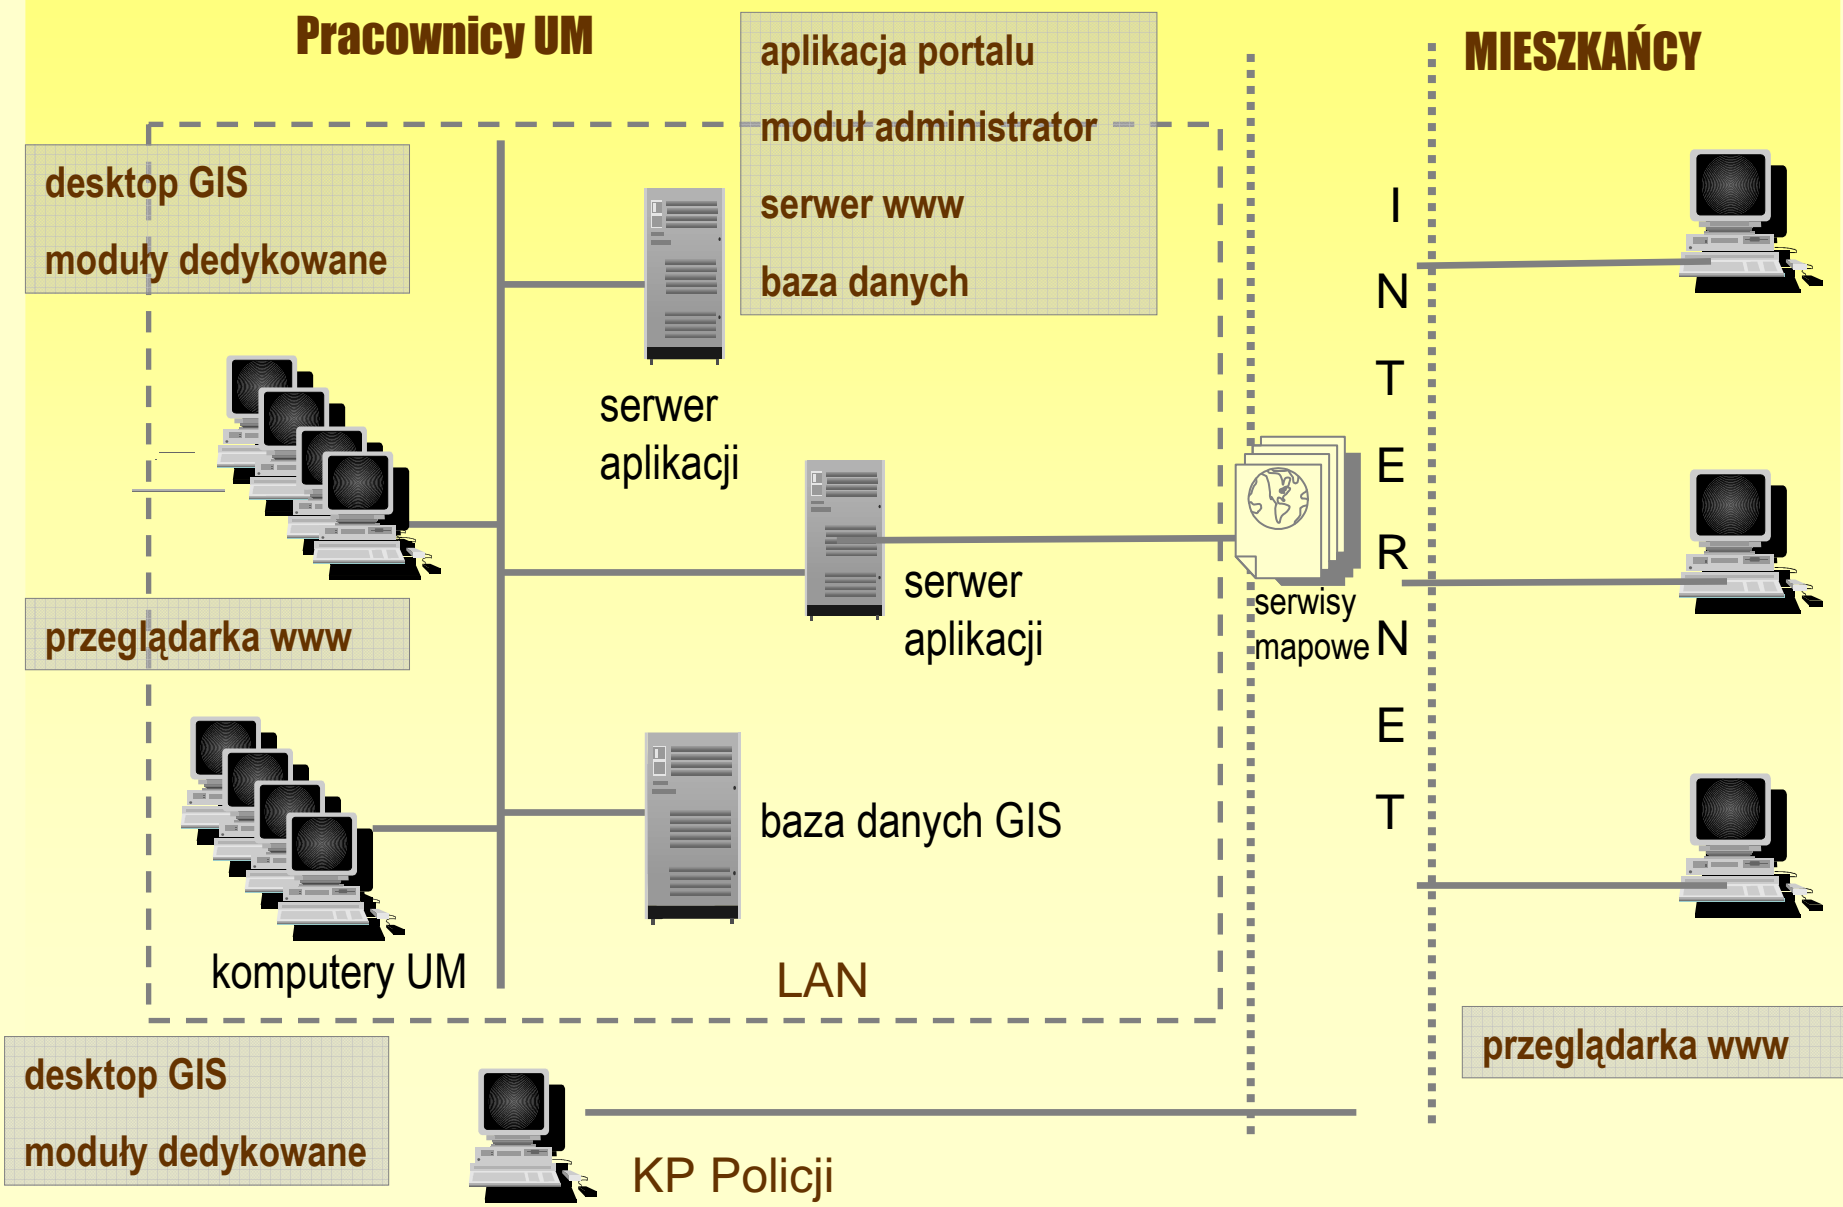 Pracownicy UM
aplikacja portalu
moduł administrator
serwer www
baza danych
MIESZKAŃCY
desktop GIS
moduły dedykowane
serwer
aplikacji
I
N
T
E
R
N
E
T
serwer
aplikacji
serwisy
mapowe
przeglądarka www
baza danych GIS
komputery UM
LAN
przeglądarka www
desktop GIS
moduły dedykowane
KP Policji